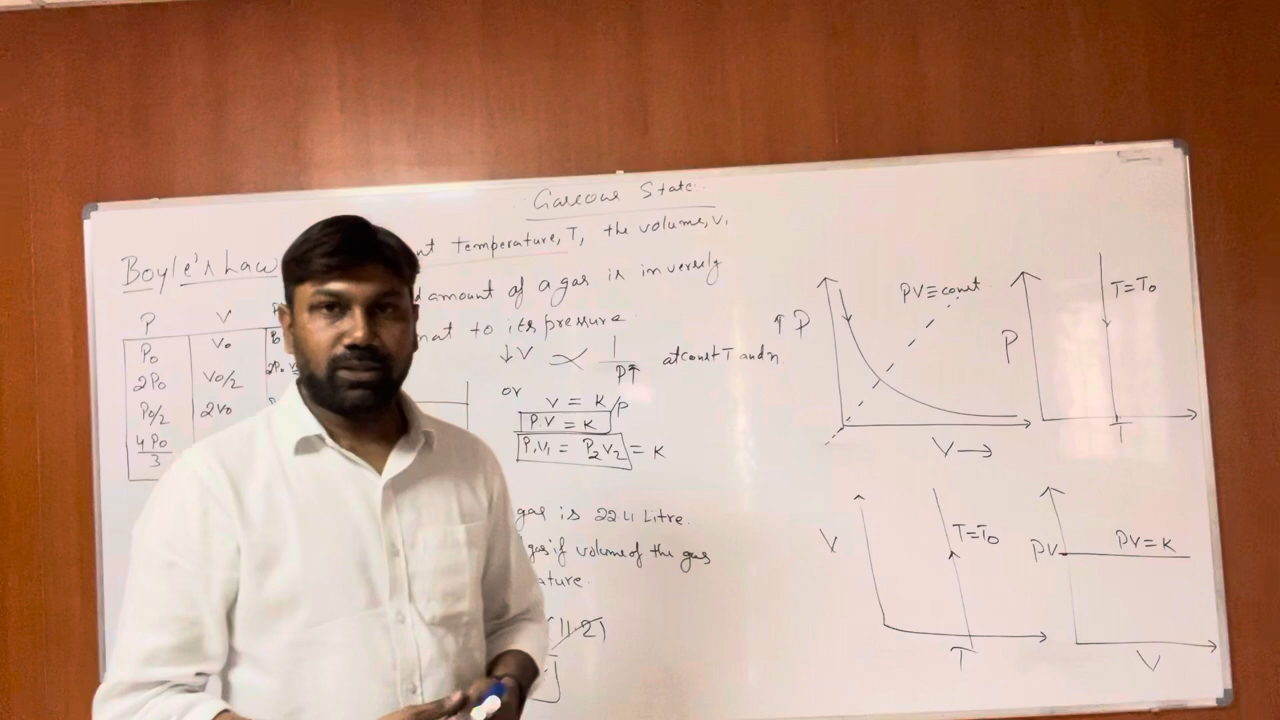 Gaseous State
Boyle's Law
temperature, T, the volume, V,
amount of a gas is inversely
to its pressure
P V
P₀ V₀
2P₀ V₀/2
P₀/2 2V₀
4P₀/3
↓V ∝ 1/P↑ at const T and n
or
V = K/P
P.V = K
P₁V₁ = P₂V₂ = K
gas is 22.4 Litre.
gas if volume of the gas
(11.2)
↑P
PV=const
V→
P
T=T₀
T
V
T=T₀
T
PV
PV=K
V